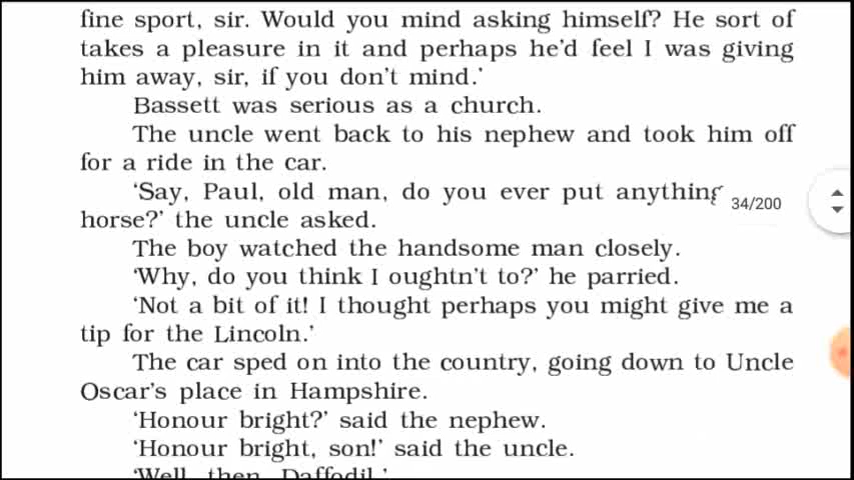 fine sport, sir. Would you mind asking himself? He sort of
takes a pleasure in it and perhaps he'd feel I was giving
him away, sir, if you don't mind.'
Bassett was serious as a church.
The uncle went back to his nephew and took him off
for a ride in the car.
'Say, Paul, old man, do you ever put anything
34/200
horse?' the uncle asked.
The boy watched the handsome man closely.
'Why, do you think I oughtn't to?' he parried.
'Not a bit of it! I thought perhaps you might give me a
tip for the Lincoln.'
The car sped on into the country, going down to Uncle
Oscar's place in Hampshire.
'Honour bright?' said the nephew.
'Honour bright, son!' said the uncle.
'Well, then, Daffodil.'